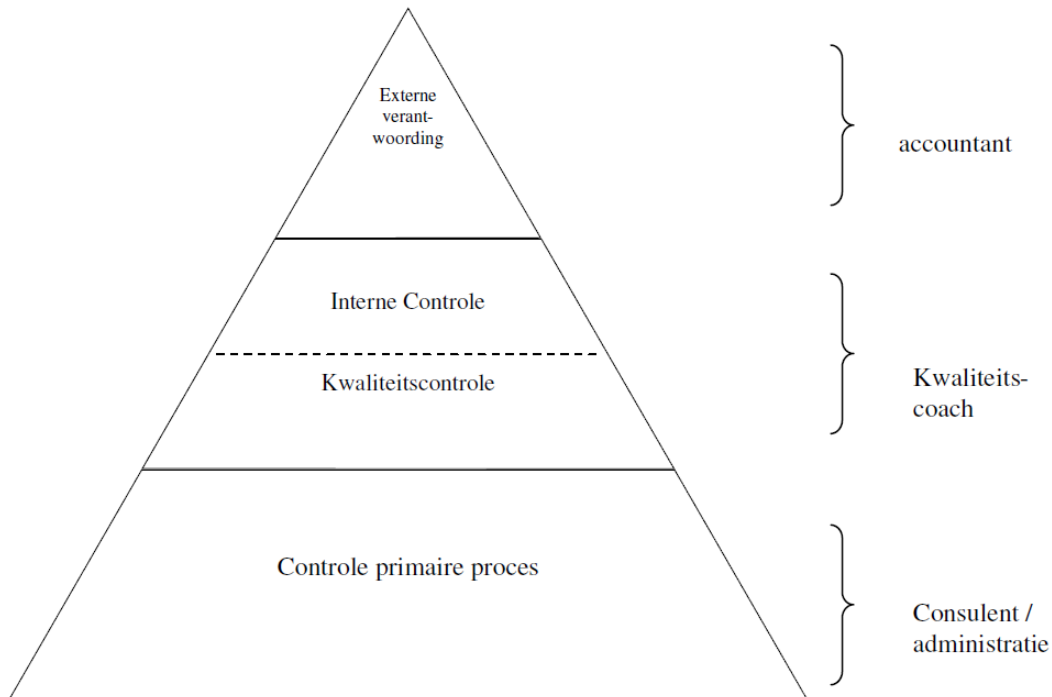 Externe
verant-
woording
accountant
Interne Controle
Kwaliteitscontrole
Kwaliteits-
coach
Controle primaire proces
Consulent /
administratie